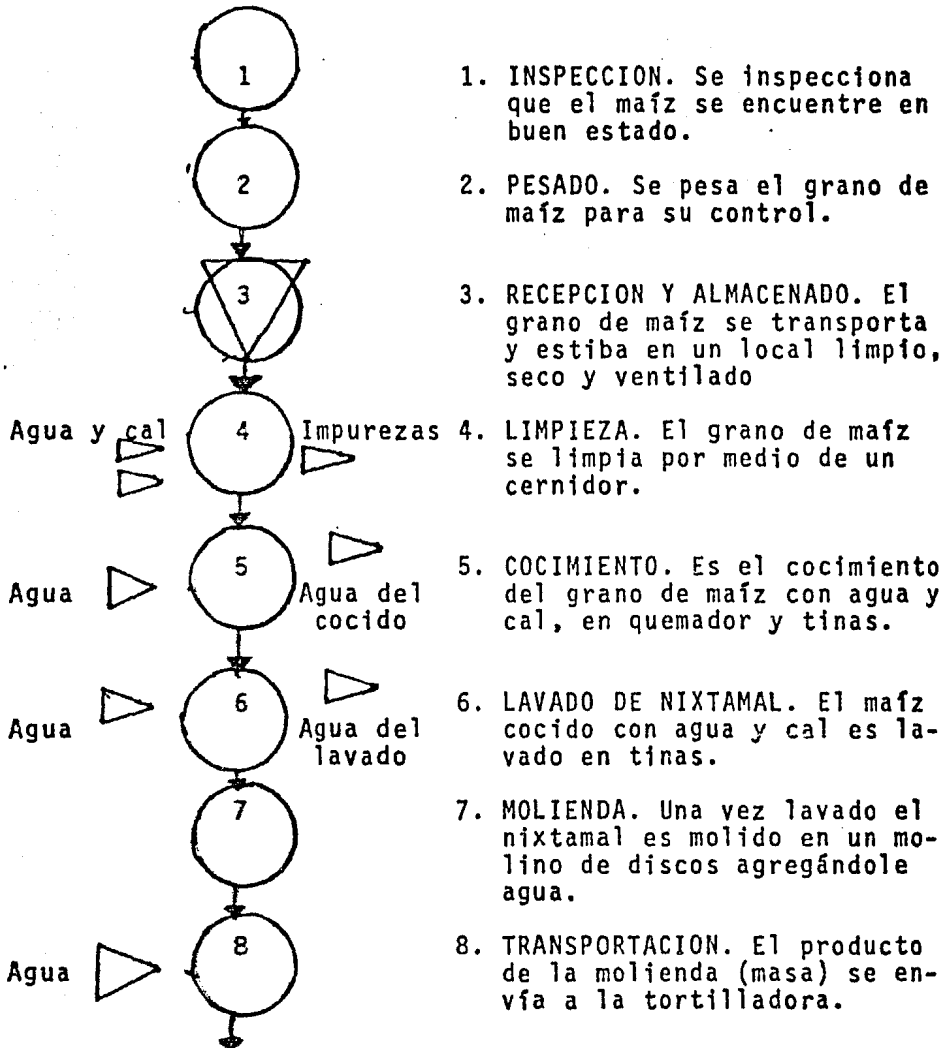 1
1. INSPECCION. Se inspecciona
que el maíz se encuentre en
buen estado.
2
2. PESADO. Se pesa el grano de
maíz para su control.
3
3. RECEPCION Y ALMACENADO. El
grano de maíz se transporta
y estiba en un local limpio,
seco y ventilado
Agua y cal
4
Impurezas
4. LIMPIEZA. El grano de maíz
se limpia por medio de un
cernidor.
Agua
5
Agua del
cocido
5. COCIMIENTO. Es el cocimiento
del grano de maíz con agua y
cal, en quemador y tinas.
Agua
6
Agua del
lavado
6. LAVADO DE NIXTAMAL. El maíz
cocido con agua y cal es la-
vado en tinas.
7
7. MOLIENDA. Una vez lavado el
nixtamal es molido en un mo-
lino de discos agregándole
agua.
Agua
8
8. TRANSPORTACION. El producto
de la molienda (masa) se en-
vía a la tortilladora.